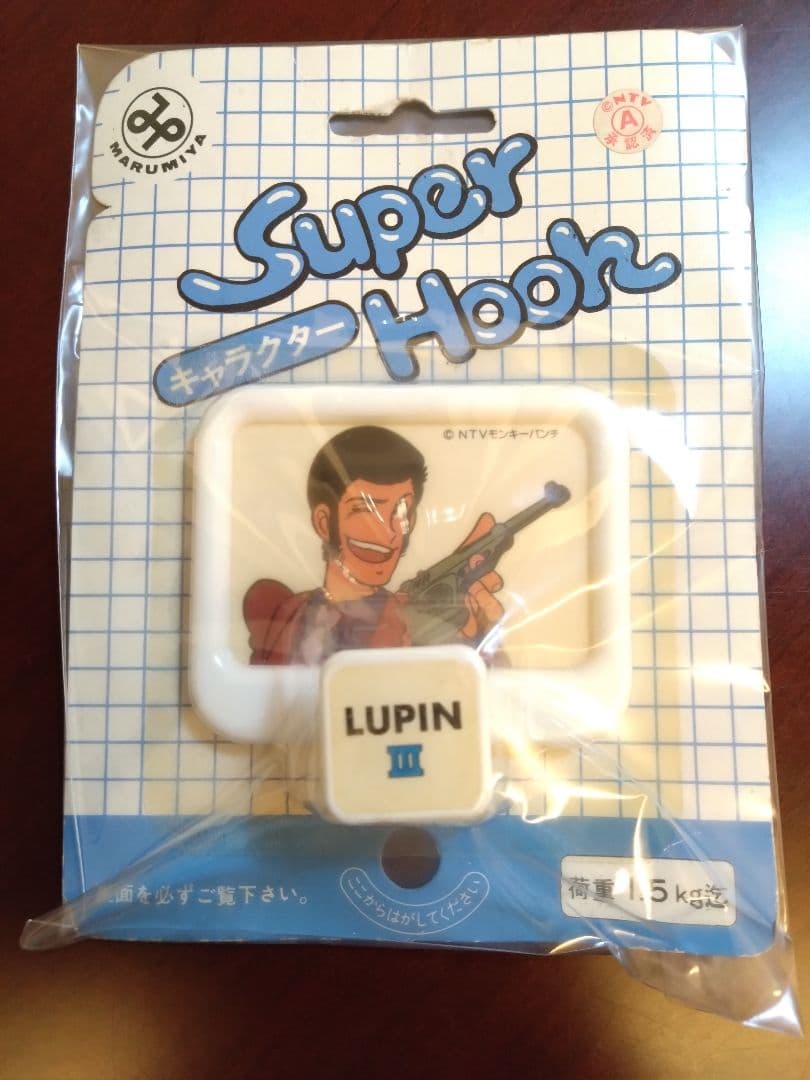 MARUMIYA
©NTV
A
承認
Super
キャラクター
Hook
©NTVモンキーパンチ
LUPIN
III
面を必ずご覧下さい。
ここからはがしてください
荷重1.5kg迄